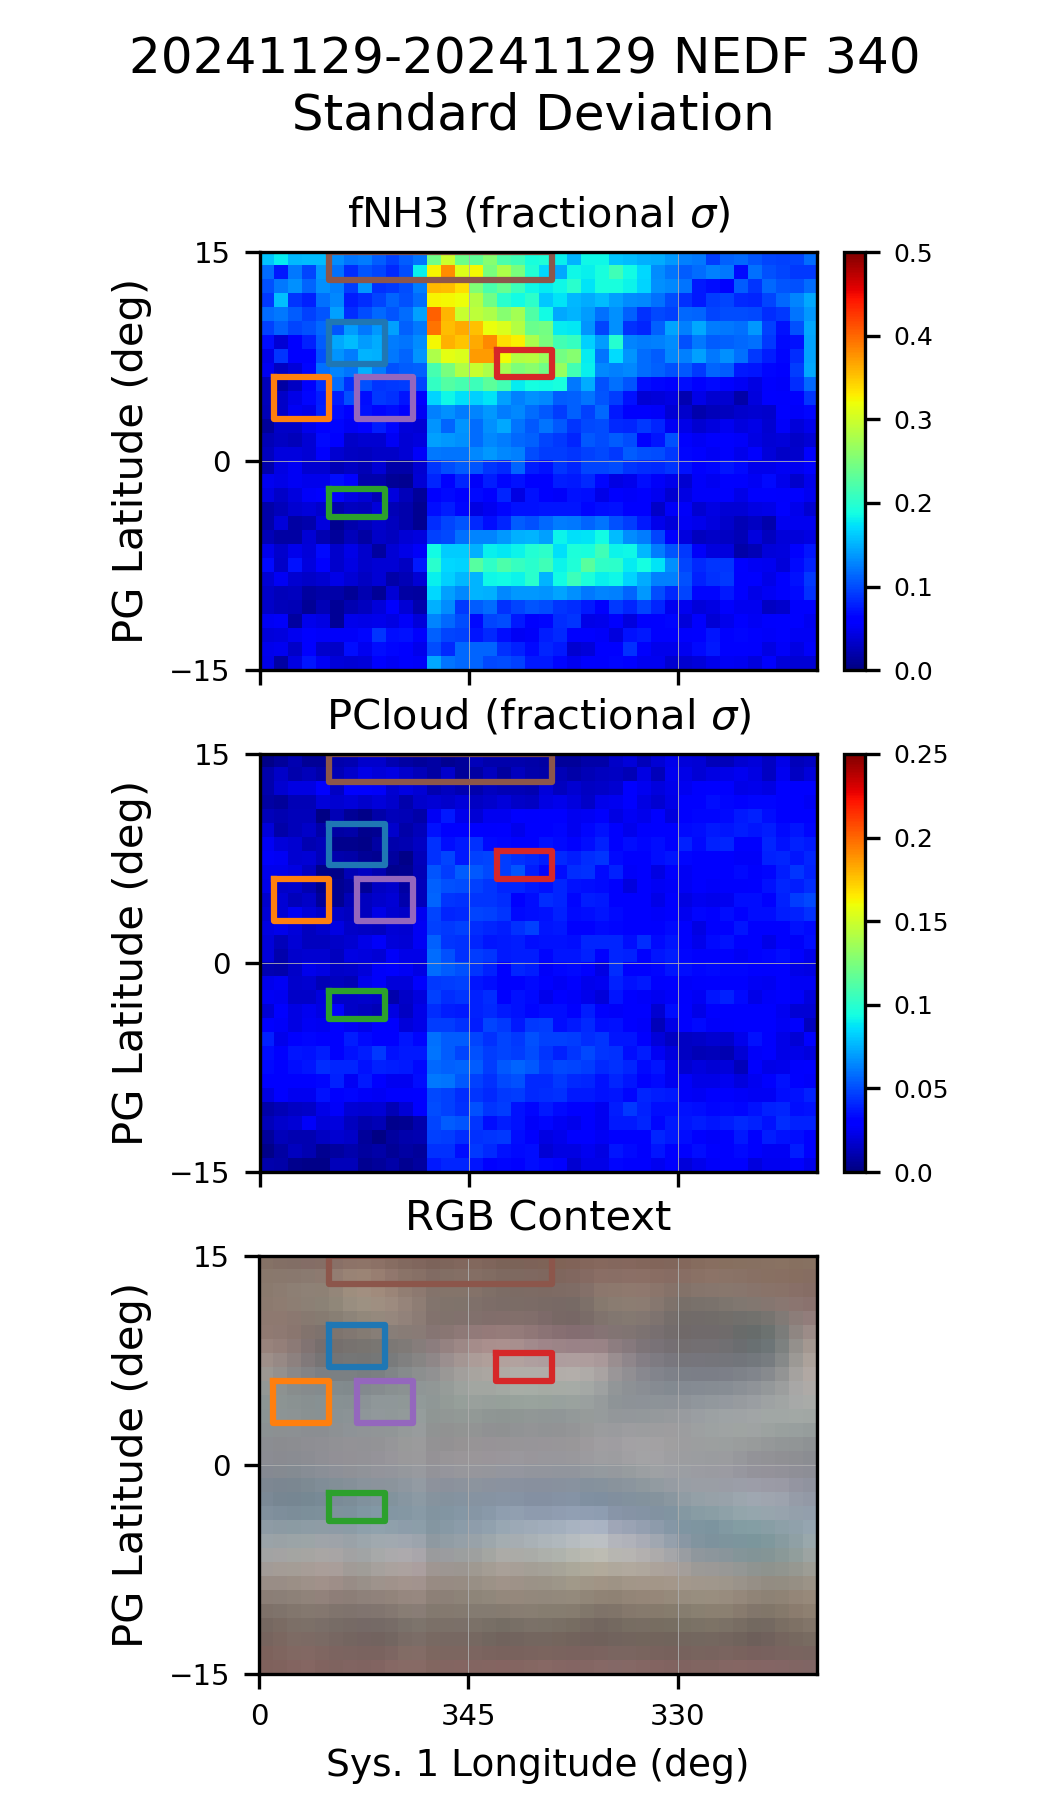 20241129-20241129 NEDF 340
Standard Deviation
fNH3 (fractional σ)
15
0
−15
PG Latitude (deg)
0.5
0.4
0.3
0.2
0.1
0.0
PCloud (fractional σ)
15
0
−15
PG Latitude (deg)
0.25
0.2
0.15
0.1
0.05
0.0
RGB Context
15
0
−15
PG Latitude (deg)
0 345 330
Sys. 1 Longitude (deg)